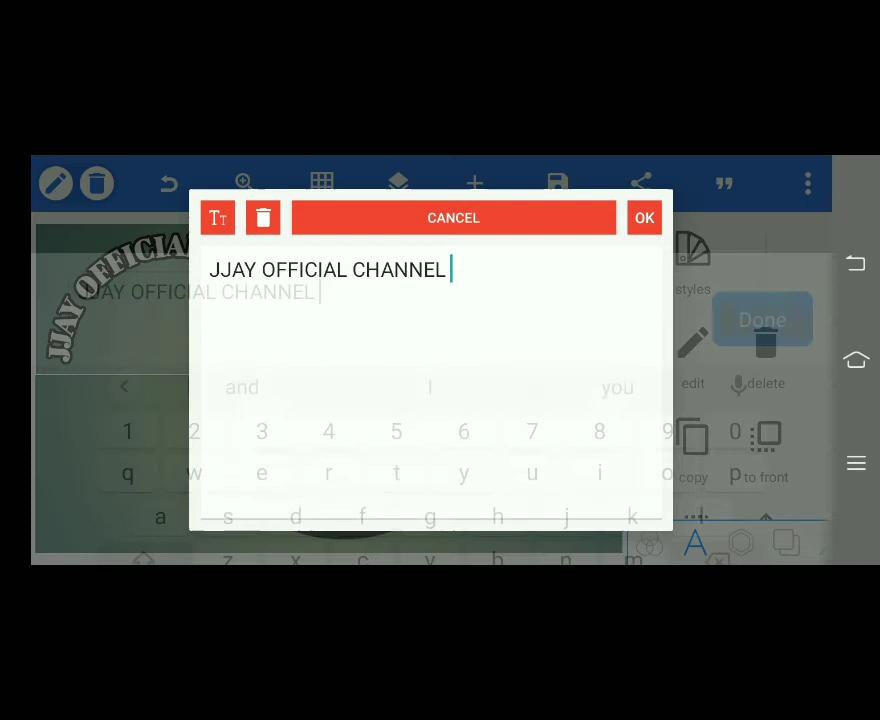 CANCEL
OK
JJAY OFFICIAL CHANNEL
JJAY OFFICIAL CHANNEL
JJAY OFFICIAL
styles
Done
edit
delete
and I you
1 2 3 4 5 6 7 8 9 0
q w e r t y u i o p
copy
to front
a s d f g h j k l
z x c v b n m